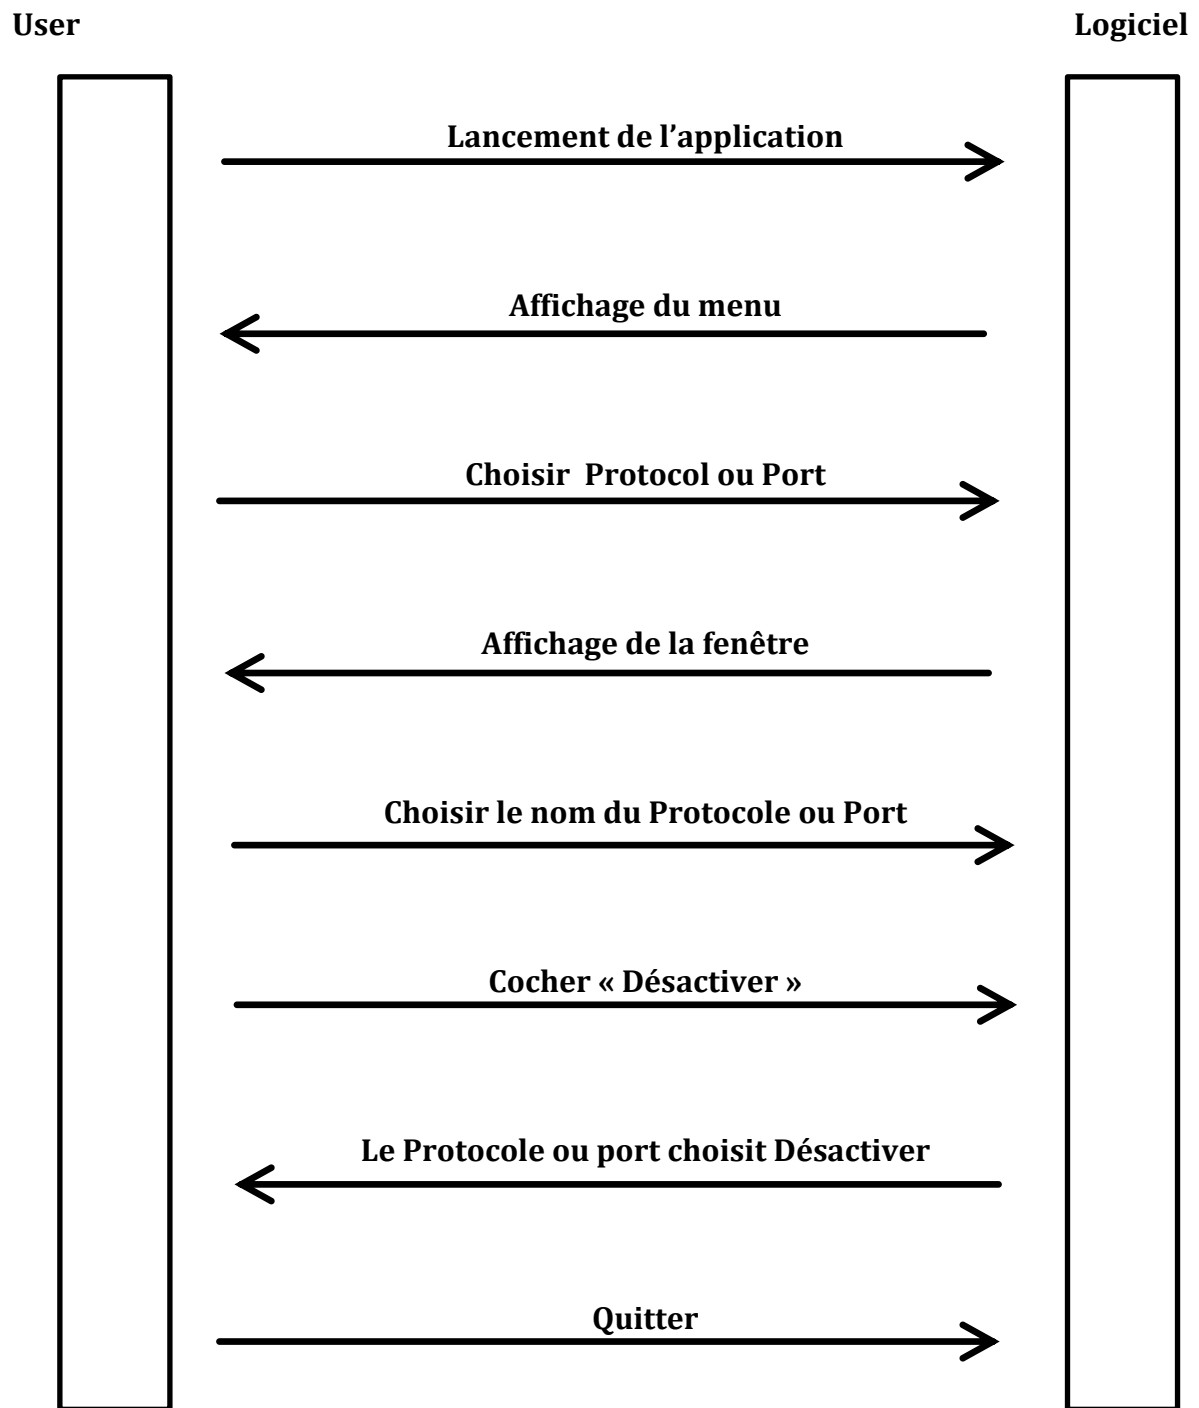 User
Logiciel
Lancement de l’application
Affichage du menu
Choisir  Protocol ou Port
Affichage de la fenêtre
Choisir le nom du Protocole ou Port
Cocher « Désactiver »
Le Protocole ou port choisit Désactiver
Quitter